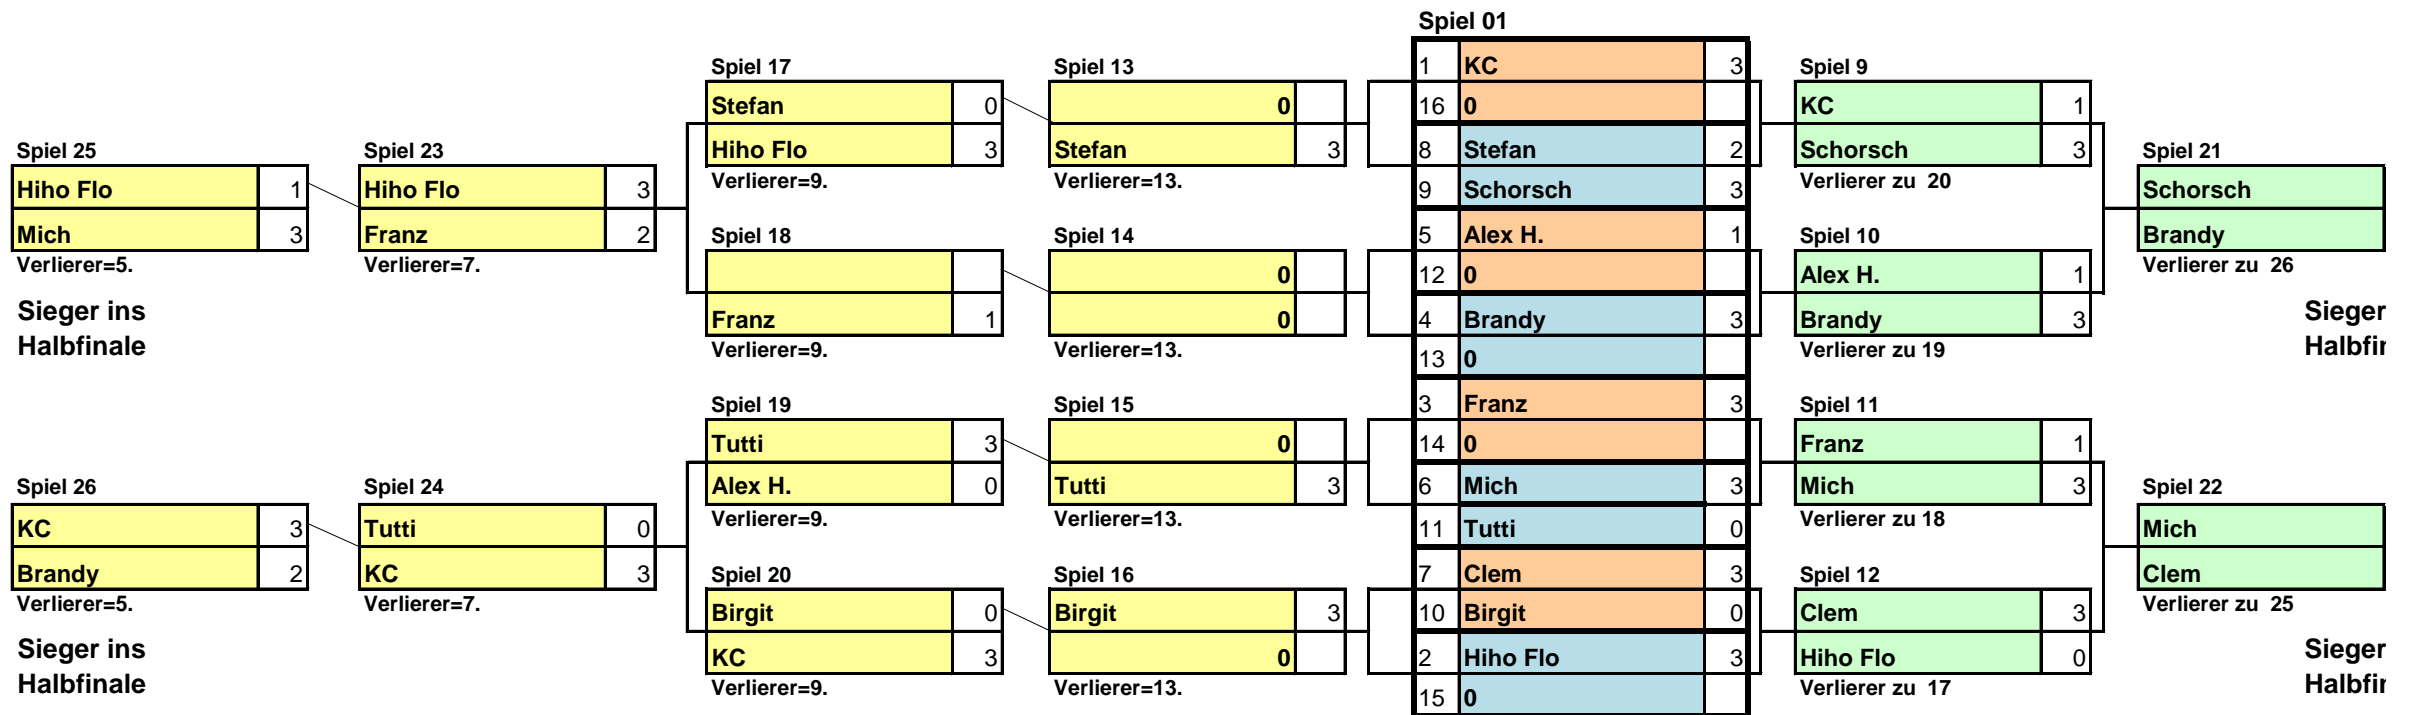 Spiel 01
1 KC 3
Spiel 17 Spiel 13 Spiel 9
Stefan 0 0 16 0 KC 1
Spiel 25 Spiel 23 Hiho Flo 3 Stefan 3 8 Stefan 2 Schorsch 3 Spiel 21
Verlierer=9. Verlierer=13. Verlierer zu 20
Hiho Flo 1 Hiho Flo 3 9 Schorsch 3 Schorsch
Mich 3 Franz 2 Spiel 18 Spiel 14 5 Alex H. 1 Spiel 10 Brandy
Verlierer=5. Verlierer=7. 0 12 0 Alex H. 1 Verlierer zu 26
Sieger ins Franz 1 0 4 Brandy 3 Brandy 3 Sieger
Halbfinale Verlierer=9. Verlierer=13. 13 0 Verlierer zu 19 Halbfir
Spiel 19 Spiel 15 3 Franz 3 Spiel 11
Tutti 3 0 14 0 Franz 1
Spiel 26 Spiel 24 Alex H. 0 Tutti 3 6 Mich 3 Mich 3 Spiel 22
Verlierer=9. Verlierer=13. Verlierer zu 18
KC 3 Tutti 0 11 Tutti 0 Mich
Brandy 2 KC 3 Spiel 20 Spiel 16 7 Clem 3 Spiel 12 Clem
Verlierer=5. Verlierer=7. Birgit 0 Birgit 3 10 Birgit 0 Clem 3 Verlierer zu 25
Sieger ins KC 3 0 2 Hiho Flo 3 Hiho Flo 0 Sieger
Halbfinale Verlierer=9. Verlierer=13. 15 0 Verlierer zu 17 Halbfir